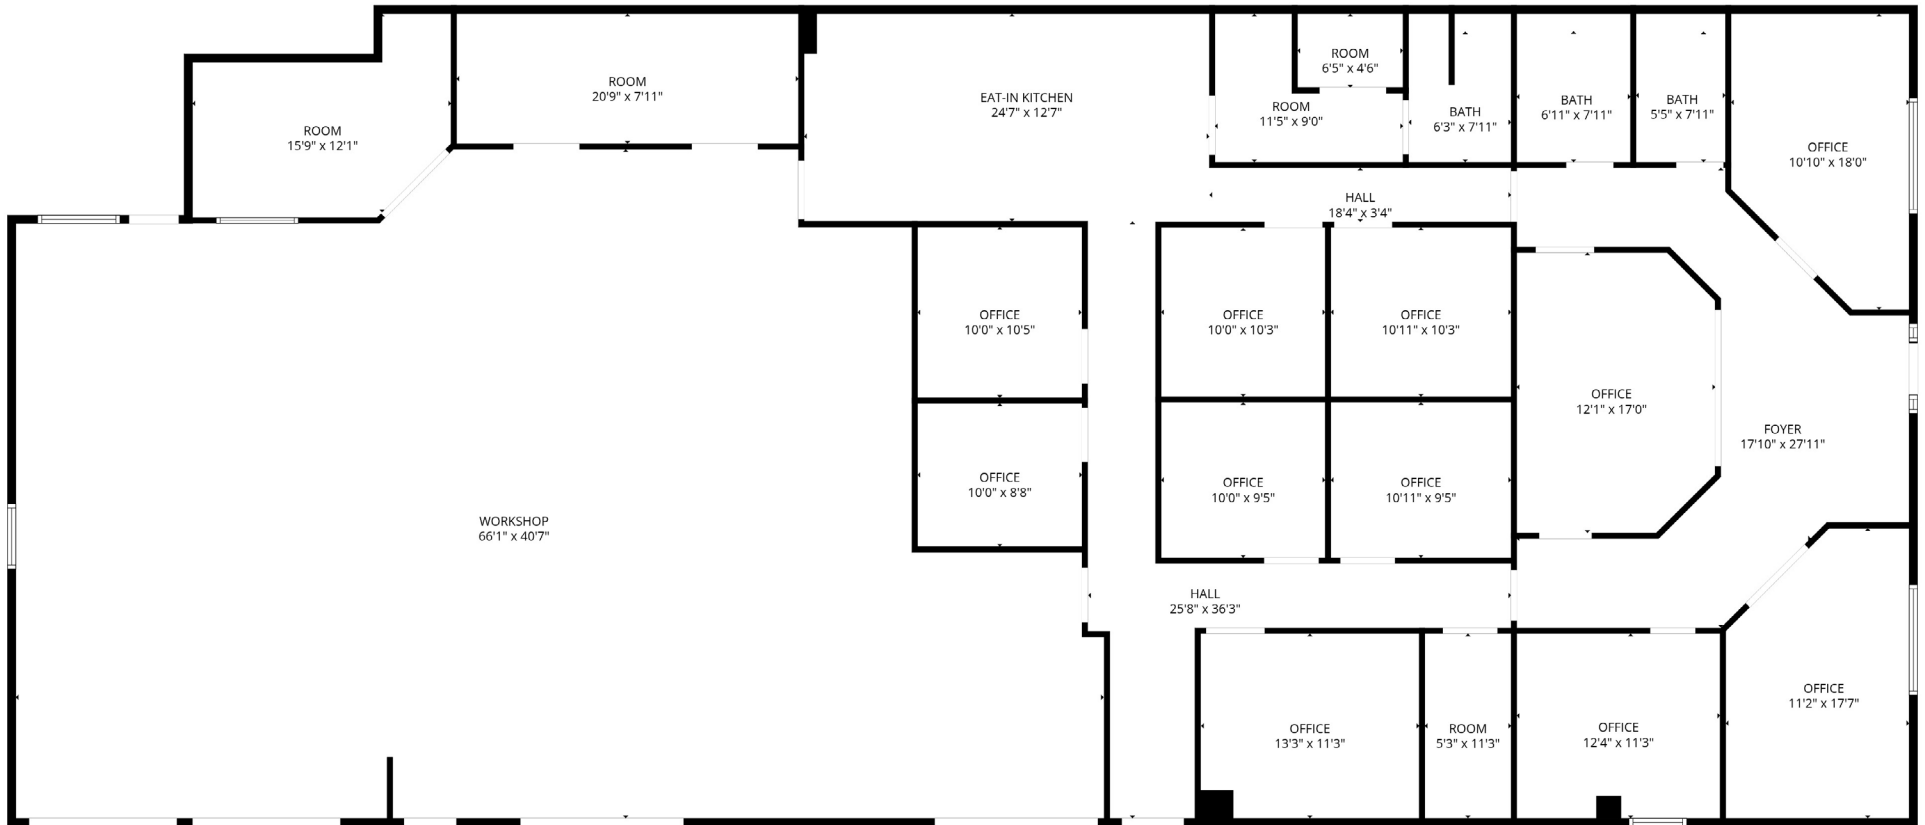 ROOM
6'5" x 4'6"
ROOM
20'9" x 7'11"
EAT-IN KITCHEN
24'7" x 12'7"
ROOM
11'5" x 9'0"
BATH
6'3" x 7'11"
BATH
6'11" x 7'11"
BATH
5'5" x 7'11"
ROOM
15'9" x 12'1"
OFFICE
10'10" x 18'0"
HALL
18'4" x 3'4"
OFFICE
10'0" x 10'5"
OFFICE
10'0" x 10'3"
OFFICE
10'11" x 10'3"
OFFICE
12'1" x 17'0"
FOYER
17'10" x 27'11"
OFFICE
10'0" x 8'8"
OFFICE
10'0" x 9'5"
OFFICE
10'11" x 9'5"
WORKSHOP
66'1" x 40'7"
HALL
25'8" x 36'3"
OFFICE
11'2" x 17'7"
OFFICE
13'3" x 11'3"
ROOM
5'3" x 11'3"
OFFICE
12'4" x 11'3"